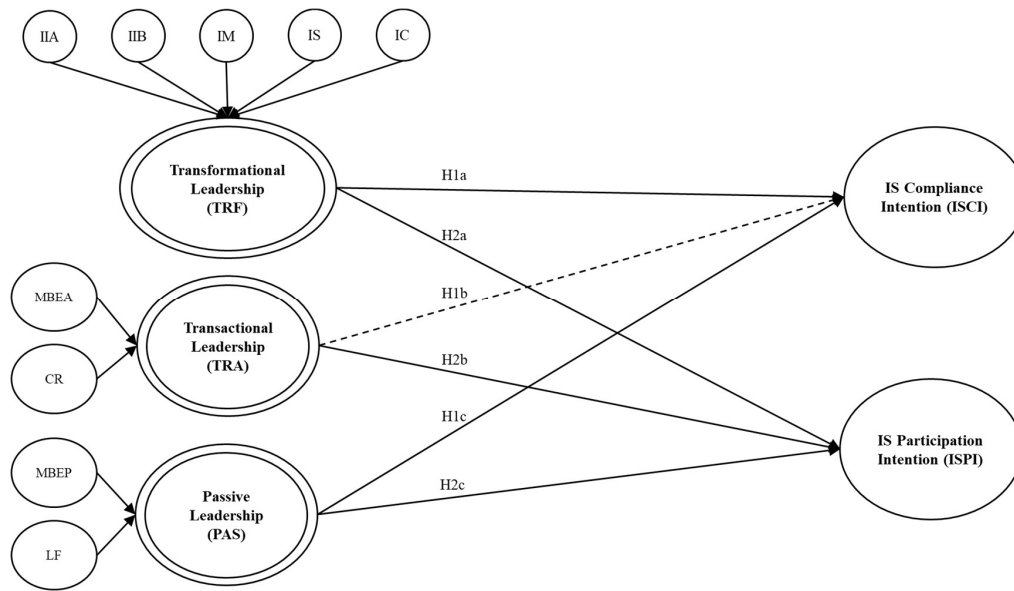 IIA
IIB
IM
IS
IC
Transformational
Leadership
(TRF)
H1a
IS Compliance
Intention (ISCI)
H2a
MBEA
H1b
Transactional
Leadership
(TRA)
H2b
CR
H1c
IS Participation
Intention (ISPI)
MBEP
H2c
Passive
Leadership
(PAS)
LF